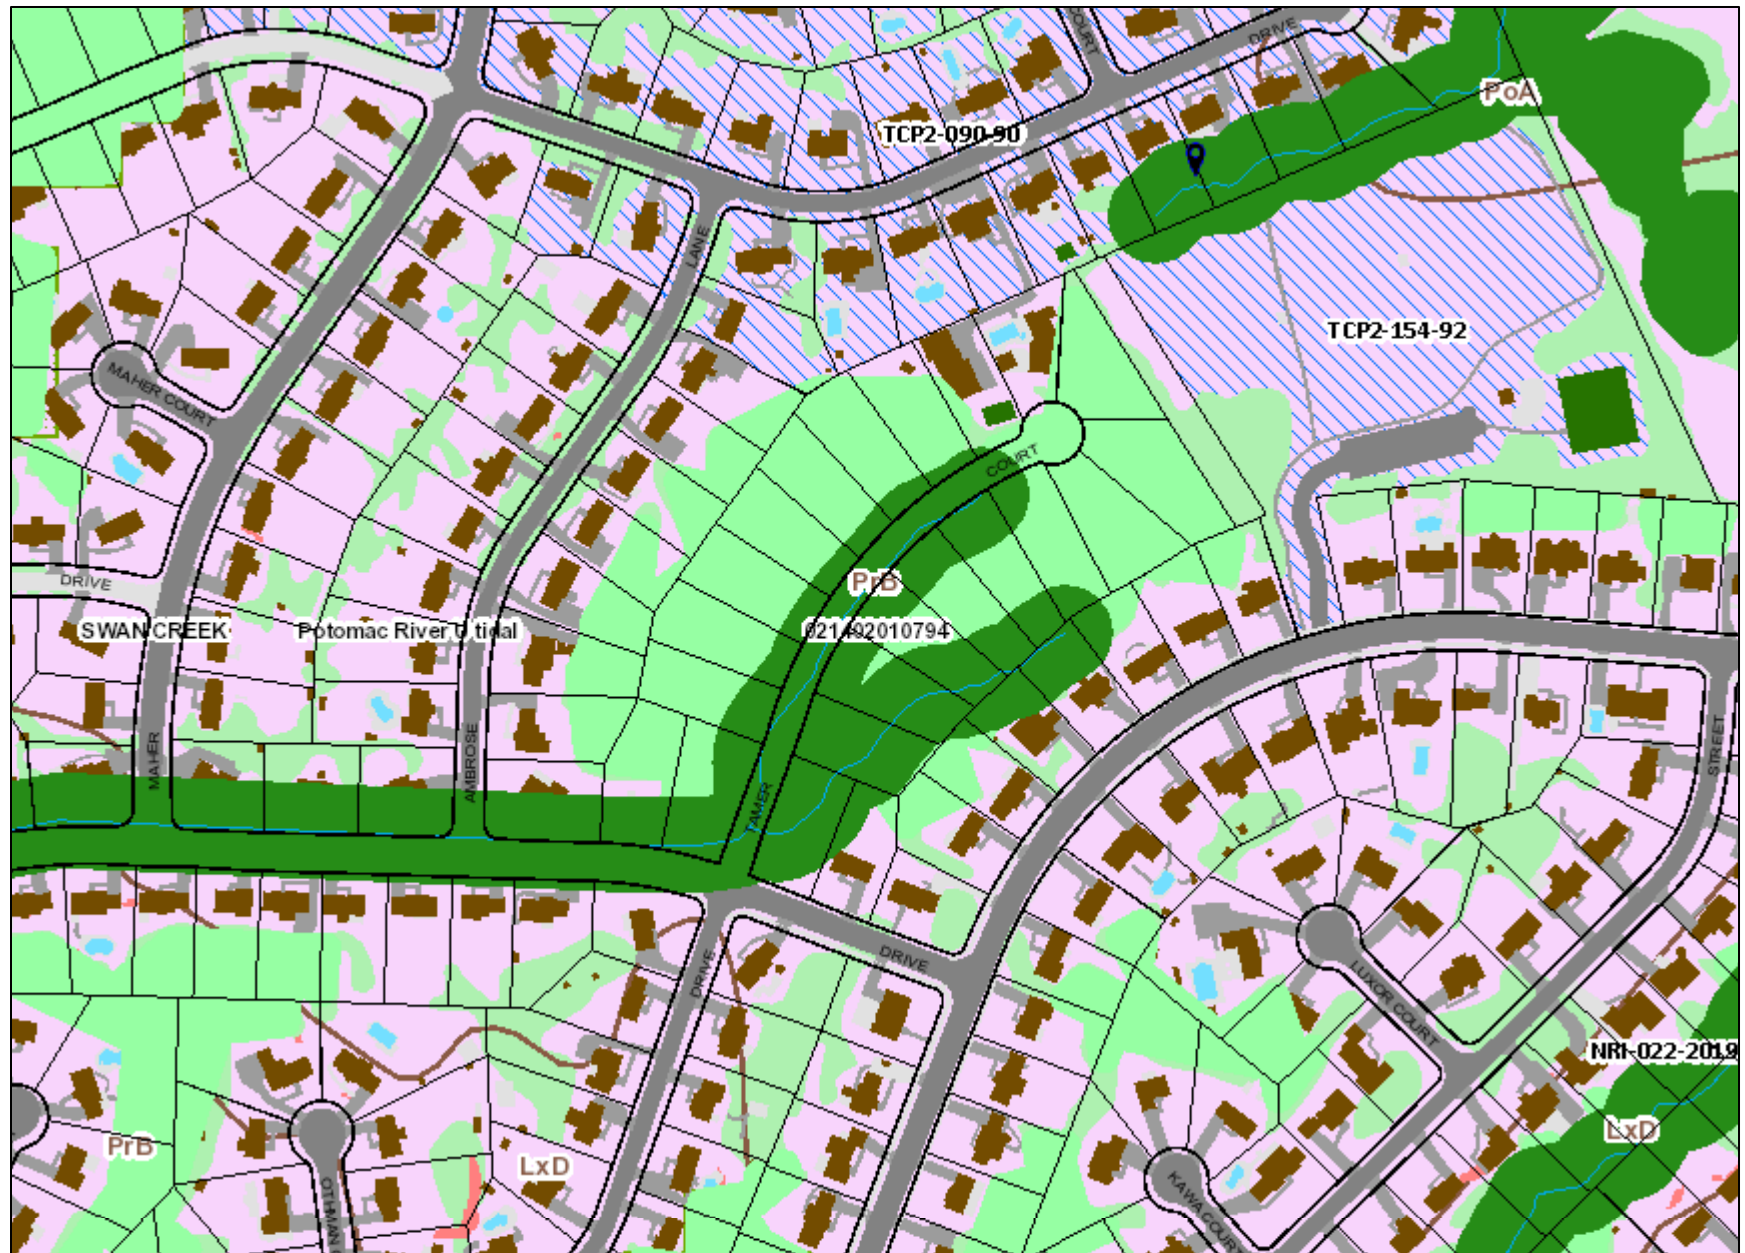 COURT
DRIVE
PoA
TCP2-090-90
LANE
TCP2-154-92
MAHER COURT
COURT
DRIVE
PrB
SWAN CREEK
Potomac River U tidal
021402010794
MAHER
AMBROSE
TAMER
STREET
DRIVE
DRIVE
LUXOR COURT
NRI-022-2019
PrB
LxD
LxD
OTHMAN
KAWA COURT